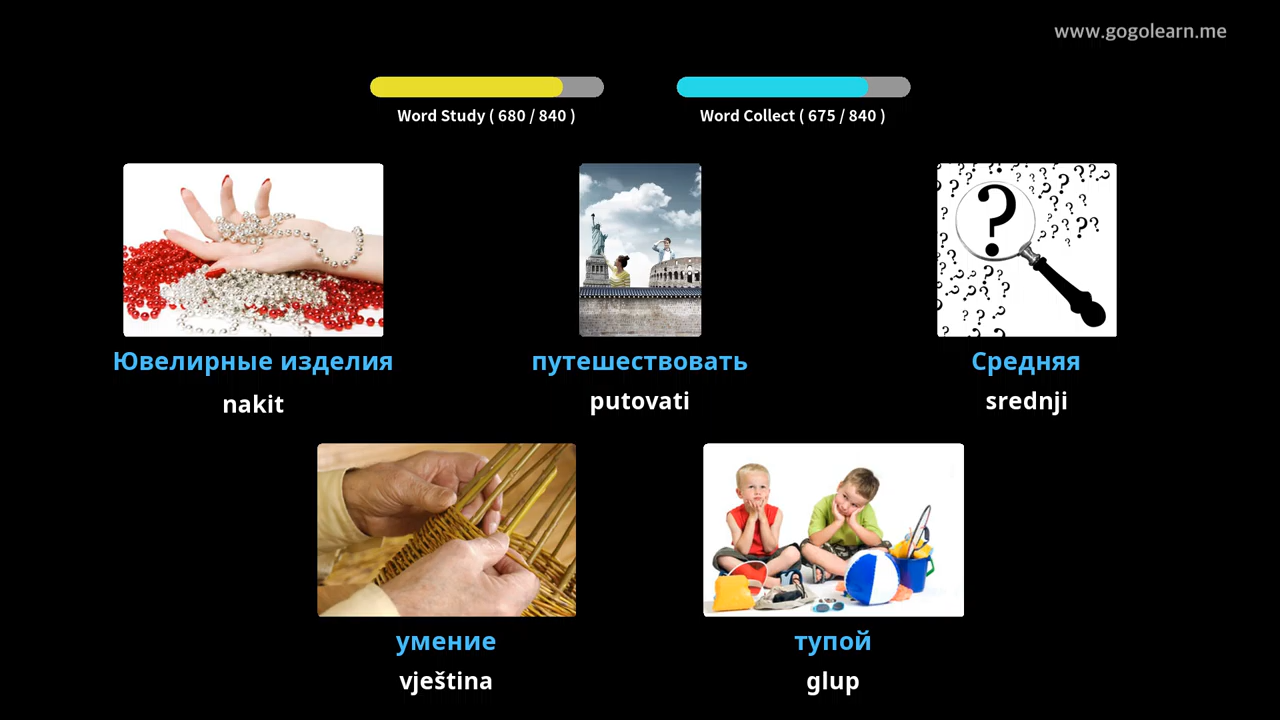 www.gogolearn.me
Word Study ( 680 / 840 )
Word Collect ( 675 / 840 )
Ювелирные изделия
nakit
путешествовать
putovati
Средняя
srednji
умение
vještina
тупой
glup